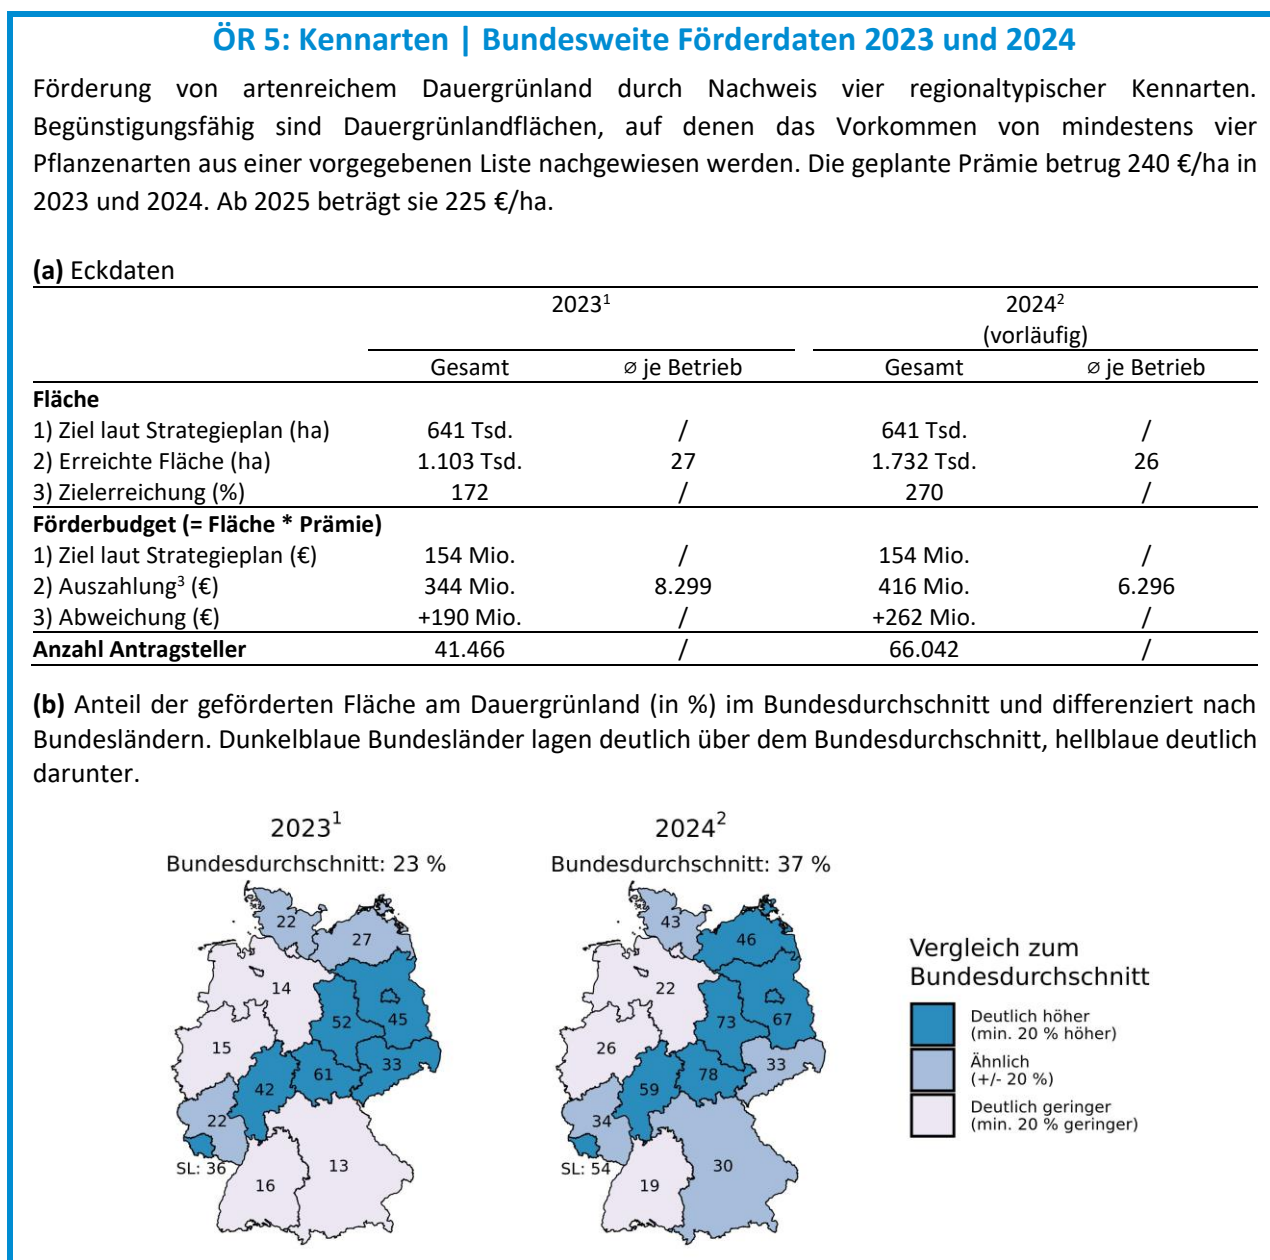 ÖR 5: Kennarten | Bundesweite Förderdaten 2023 und 2024
Förderung von artenreichem Dauergrünland durch Nachweis vier regionaltypischer Kennarten.
Begünstigungsfähig sind Dauergrünlandflächen, auf denen das Vorkommen von mindestens vier
Pflanzenarten aus einer vorgegebenen Liste nachgewiesen werden. Die geplante Prämie betrug 240 €/ha in
2023 und 2024. Ab 2025 beträgt sie 225 €/ha.
(a) Eckdaten
2023¹ 2024²
(vorläufig)
Gesamt ⌀ je Betrieb Gesamt ⌀ je Betrieb
Fläche
1) Ziel laut Strategieplan (ha) 641 Tsd. / 641 Tsd. /
2) Erreichte Fläche (ha) 1.103 Tsd. 27 1.732 Tsd. 26
3) Zielerreichung (%) 172 / 270 /
Förderbudget (= Fläche * Prämie)
1) Ziel laut Strategieplan (€) 154 Mio. / 154 Mio. /
2) Auszahlung³ (€) 344 Mio. 8.299 416 Mio. 6.296
3) Abweichung (€) +190 Mio. / +262 Mio. /
Anzahl Antragsteller 41.466 / 66.042 /
(b) Anteil der geförderten Fläche am Dauergrünland (in %) im Bundesdurchschnitt und differenziert nach
Bundesländern. Dunkelblaue Bundesländer lagen deutlich über dem Bundesdurchschnitt, hellblaue deutlich
darunter.
2023¹
Bundesdurchschnitt: 23 %
22
27
14
52
45
15
42
61
33
22
SL: 36
16
13
2024²
Bundesdurchschnitt: 37 %
43
46
22
73
67
26
59
78
33
34
SL: 54
19
30
Vergleich zum
Bundesdurchschnitt
Deutlich höher
(min. 20 % höher)
Ähnlich
(+/- 20 %)
Deutlich geringer
(min. 20 % geringer)